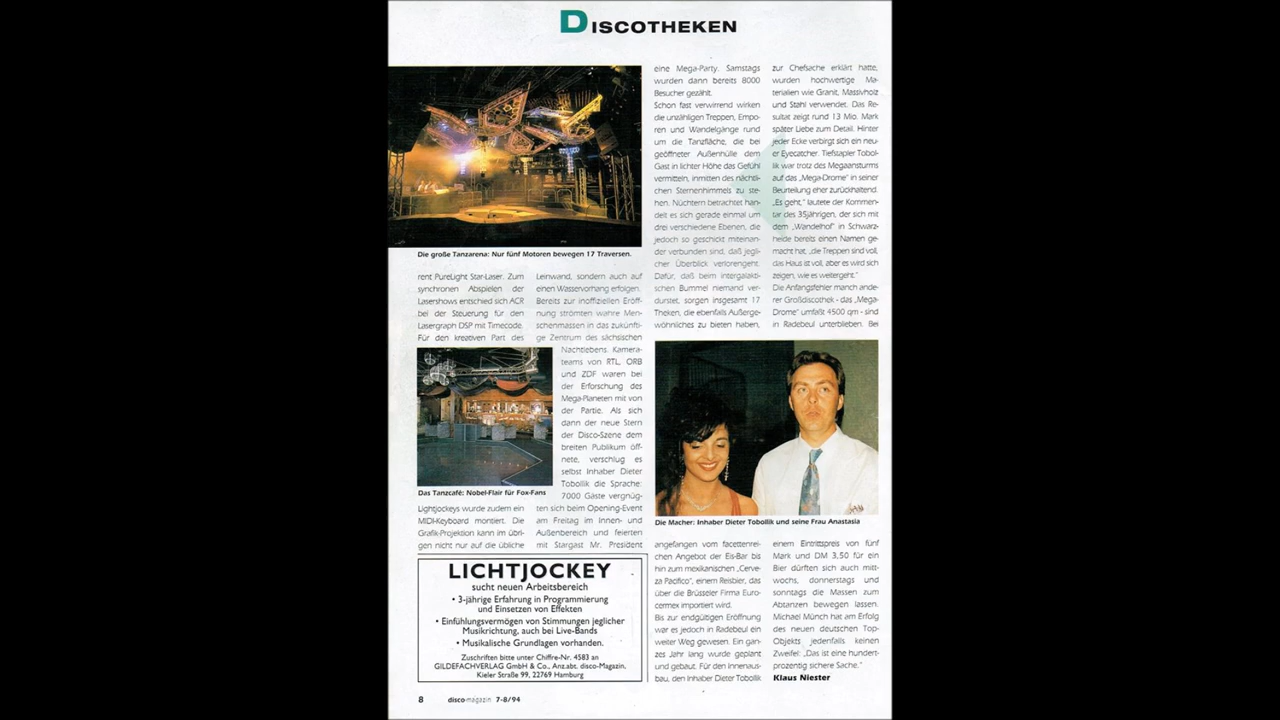 DISCOTHEKEN
Die große Tanzarena: Nur fünf Motoren bewegen 17 Traversen.
rent PureLight Star-Laser. Zum
synchronen Abspielen der
Lasershows entschied sich ACR
bei der Steuerung für den
Lasergraph DSP mit Timecode.
Für den kreativen Part des
Das Tanzcafé: Nobel-Flair für Fox-Fans
Lightjockeys wurde zudem ein
MIDI-Keyboard montiert. Die
Grafik-Projektion kann im übri-
gen nicht nur auf die übliche
Leinwand, sondern auch auf
einen Wasservorhang erfolgen.
Bereits zur inoffiziellen Eröff-
nung strömten wahre Men-
schenmassen in das zukünfti-
ge Zentrum des sächsischen
Nachtlebens. Kamera-
teams von RTL, ORB
und ZDF waren bei
der Erforschung des
Mega-Planeten mit von
der Partie. Als sich
dann der neue Stern
der Disco-Szene dem
breiten Publikum öff-
nete, verschlug es
selbst Inhaber Dieter
Tobollik die Sprache:
7000 Gäste vergnüg-
ten sich beim Opening-Event
am Freitag im Innen- und
Außenbereich und feierten
mit Stargast Mr. President
eine Mega-Party. Samstags
wurden dann bereits 8000
Besucher gezählt.
Schon fast verwirrend wirken
die unzähligen Treppen, Empo-
ren und Wandelgänge rund
um die Tanzfläche, die bei
geöffneter Außenhülle dem
Gast in lichter Höhe das Gefühl
vermitteln, inmitten des nächtli-
chen Sternenhimmels zu ste-
hen. Nüchtern betrachtet han-
delt es sich gerade einmal um
drei verschiedene Ebenen, die
jedoch so geschickt miteinan-
der verbunden sind, daß jegli-
cher Überblick verlorengeht.
Dafür, daß beim intergalakti-
schen Bummel niemand ver-
durstet, sorgen insgesamt 17
Theken, die ebenfalls Außerge-
wöhnliches zu bieten haben,
Die Macher: Inhaber Dieter Tobollik und seine Frau Anastasia
angefangen vom facettenrei-
chen Angebot der Eis-Bar bis
hin zum mexikanischen „Cerve-
za Pacifico“, einem Reisbier, das
über die Brüsseler Firma Euro-
cermex importiert wird.
Bis zur endgültigen Eröffnung
war es jedoch in Radebeul ein
weiter Weg gewesen. Ein gan-
zes Jahr lang wurde geplant
und gebaut. Für den Innenaus-
bau, den Inhaber Dieter Tobollik
zur Chefsache erklärt hatte,
wurden hochwertige Ma-
terialien wie Granit, Massivholz
und Stahl verwendet. Das Re-
sultat zeigt rund 13 Mio. Mark
später Liebe zum Detail. Hinter
jeder Ecke verbirgt sich ein neu-
er Eyecatcher. Tiefstapler Tobol-
lik war trotz des Megaansturms
auf das „Mega-Drome“ in seiner
Beurteilung eher zurückhaltend.
„Es geht,“ lautete der Kommen-
tar des 35jährigen, der sich mit
dem „Wandelhof“ in Schwarz-
heide bereits einen Namen ge-
macht hat, „die Treppen sind voll,
das Haus ist voll, aber es wird sich
zeigen, wie es weitergeht.“
Die Anfangsfehler manch ande-
rer Großdiscothek - das „Mega-
Drome“ umfaßt 4500 qm - sind
in Radebeul unterblieben. Bei
einem Eintrittspreis von fünf
Mark und DM 3,50 für ein
Bier dürften sich auch mitt-
wochs, donnerstags und
sonntags die Massen zum
Abtanzen bewegen lassen.
Michael Münch hat am Erfolg
des neuen deutschen Top-
Objekts jedenfalls keinen
Zweifel: „Das ist eine hundert-
prozentig sichere Sache.“
Klaus Niester
LICHTJOCKEY
sucht neuen Arbeitsbereich
• 3-jährige Erfahrung in Programmierung
und Einsetzen von Effekten
• Einfühlungsvermögen von Stimmungen jeglicher
Musikrichtung, auch bei Live-Bands
• Musikalische Grundlagen vorhanden.
Zuschriften bitte unter Chiffre-Nr. 4583 an
GILDEFACHVERLAG GmbH & Co., Anz.abt. disco-Magazin,
Kieler Straße 99, 22769 Hamburg
8 disco-magazin 7-8/94